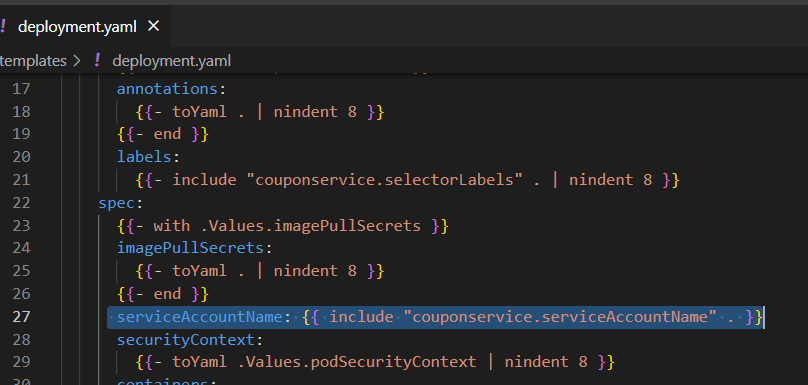 ! deployment.yaml ×
templates > ! deployment.yaml
17 annotations:
18 {{- toYaml . | nindent 8 }}
19 {{- end }}
20 labels:
21 {{- include "couponservice.selectorLabels" . | nindent 8 }}
22 spec:
23 {{- with .Values.imagePullSecrets }}
24 imagePullSecrets:
25 {{- toYaml . | nindent 8 }}
26 {{- end }}
27 serviceAccountName: {{ include "couponservice.serviceAccountName" . }}
28 securityContext:
29 {{- toYaml .Values.podSecurityContext | nindent 8 }}
30 containers: